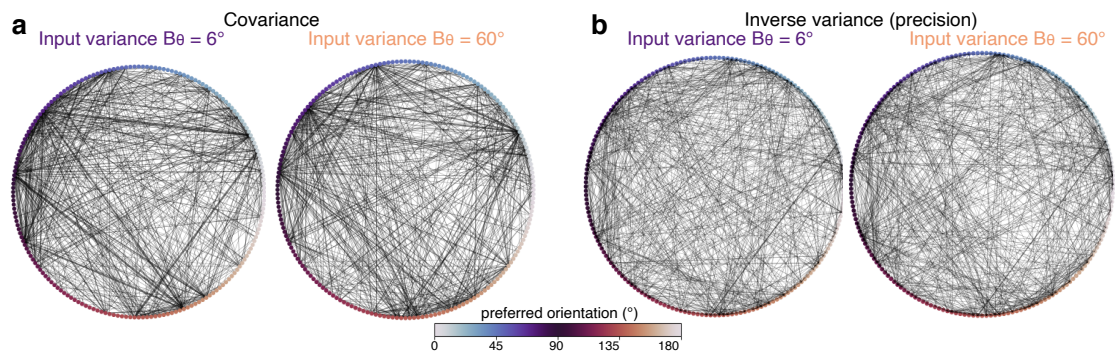 a
Covariance
Input variance Bθ = 6°
Input variance Bθ = 60°
b
Inverse variance (precision)
Input variance Bθ = 6°
Input variance Bθ = 60°
preferred orientation (°)
0 45 90 135 180